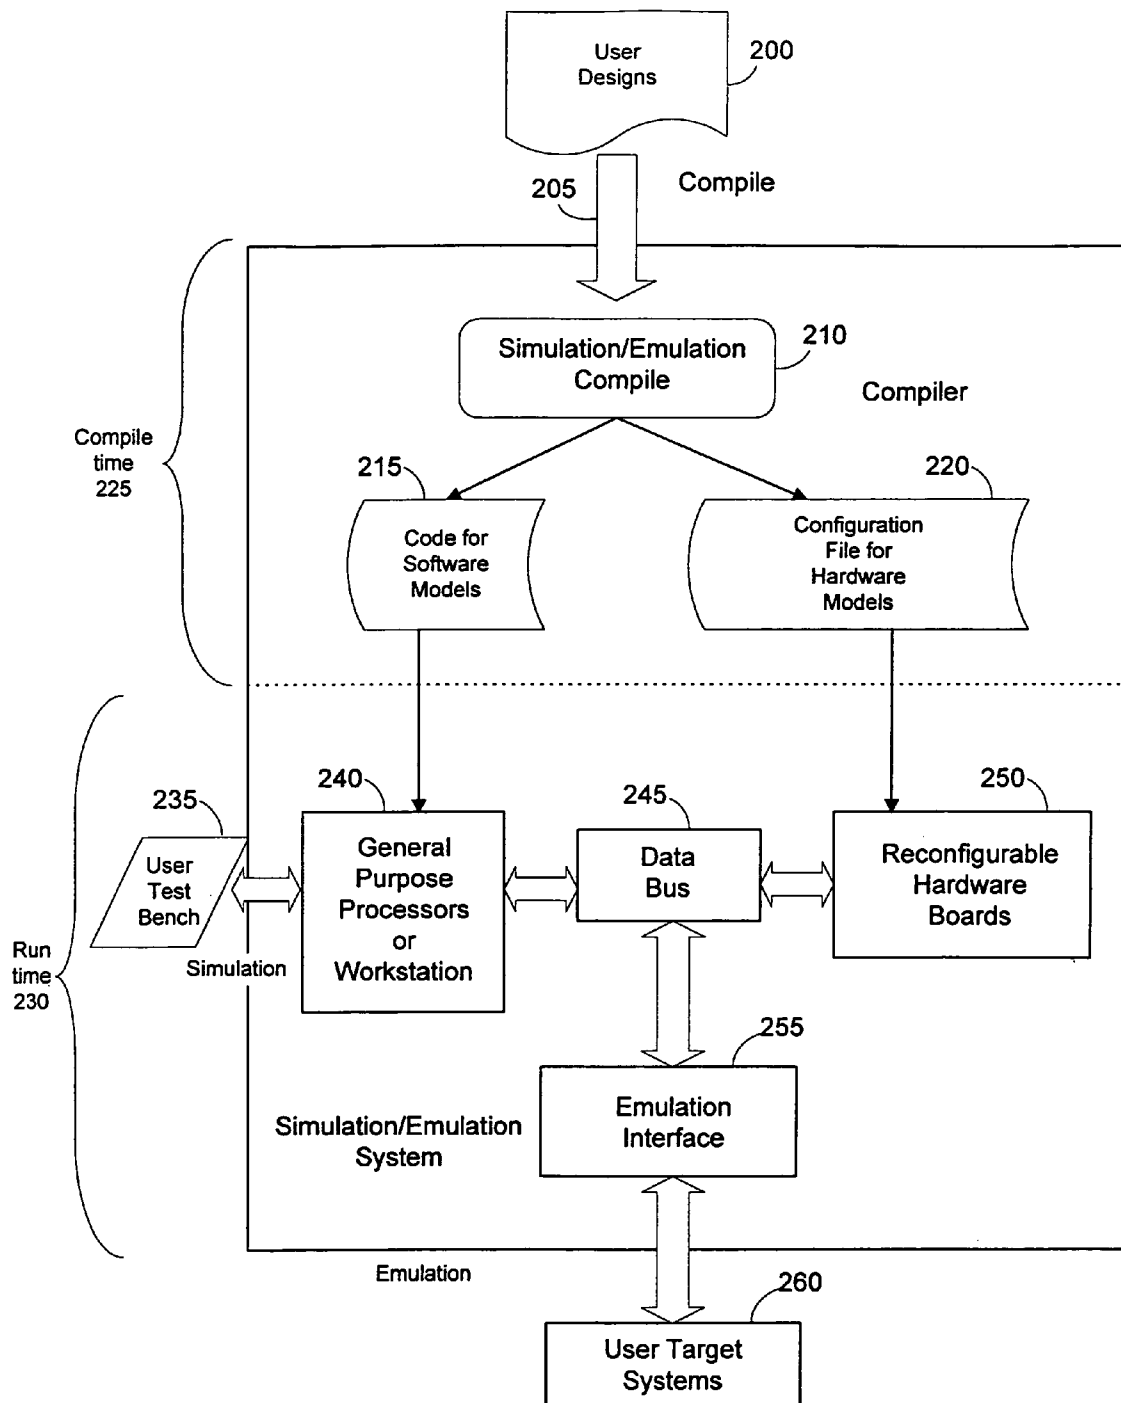 User
Designs
200
205
Compile
Simulation/Emulation
Compile
210
Compiler
Compile
time
225
215
Code for
Software
Models
220
Configuration
File for
Hardware
Models
Run
time
230
235
User
Test
Bench
Simulation
240
General
Purpose
Processors
or
Workstation
245
Data
Bus
250
Reconfigurable
Hardware
Boards
255
Emulation
Interface
Simulation/Emulation
System
Emulation
260
User Target
Systems